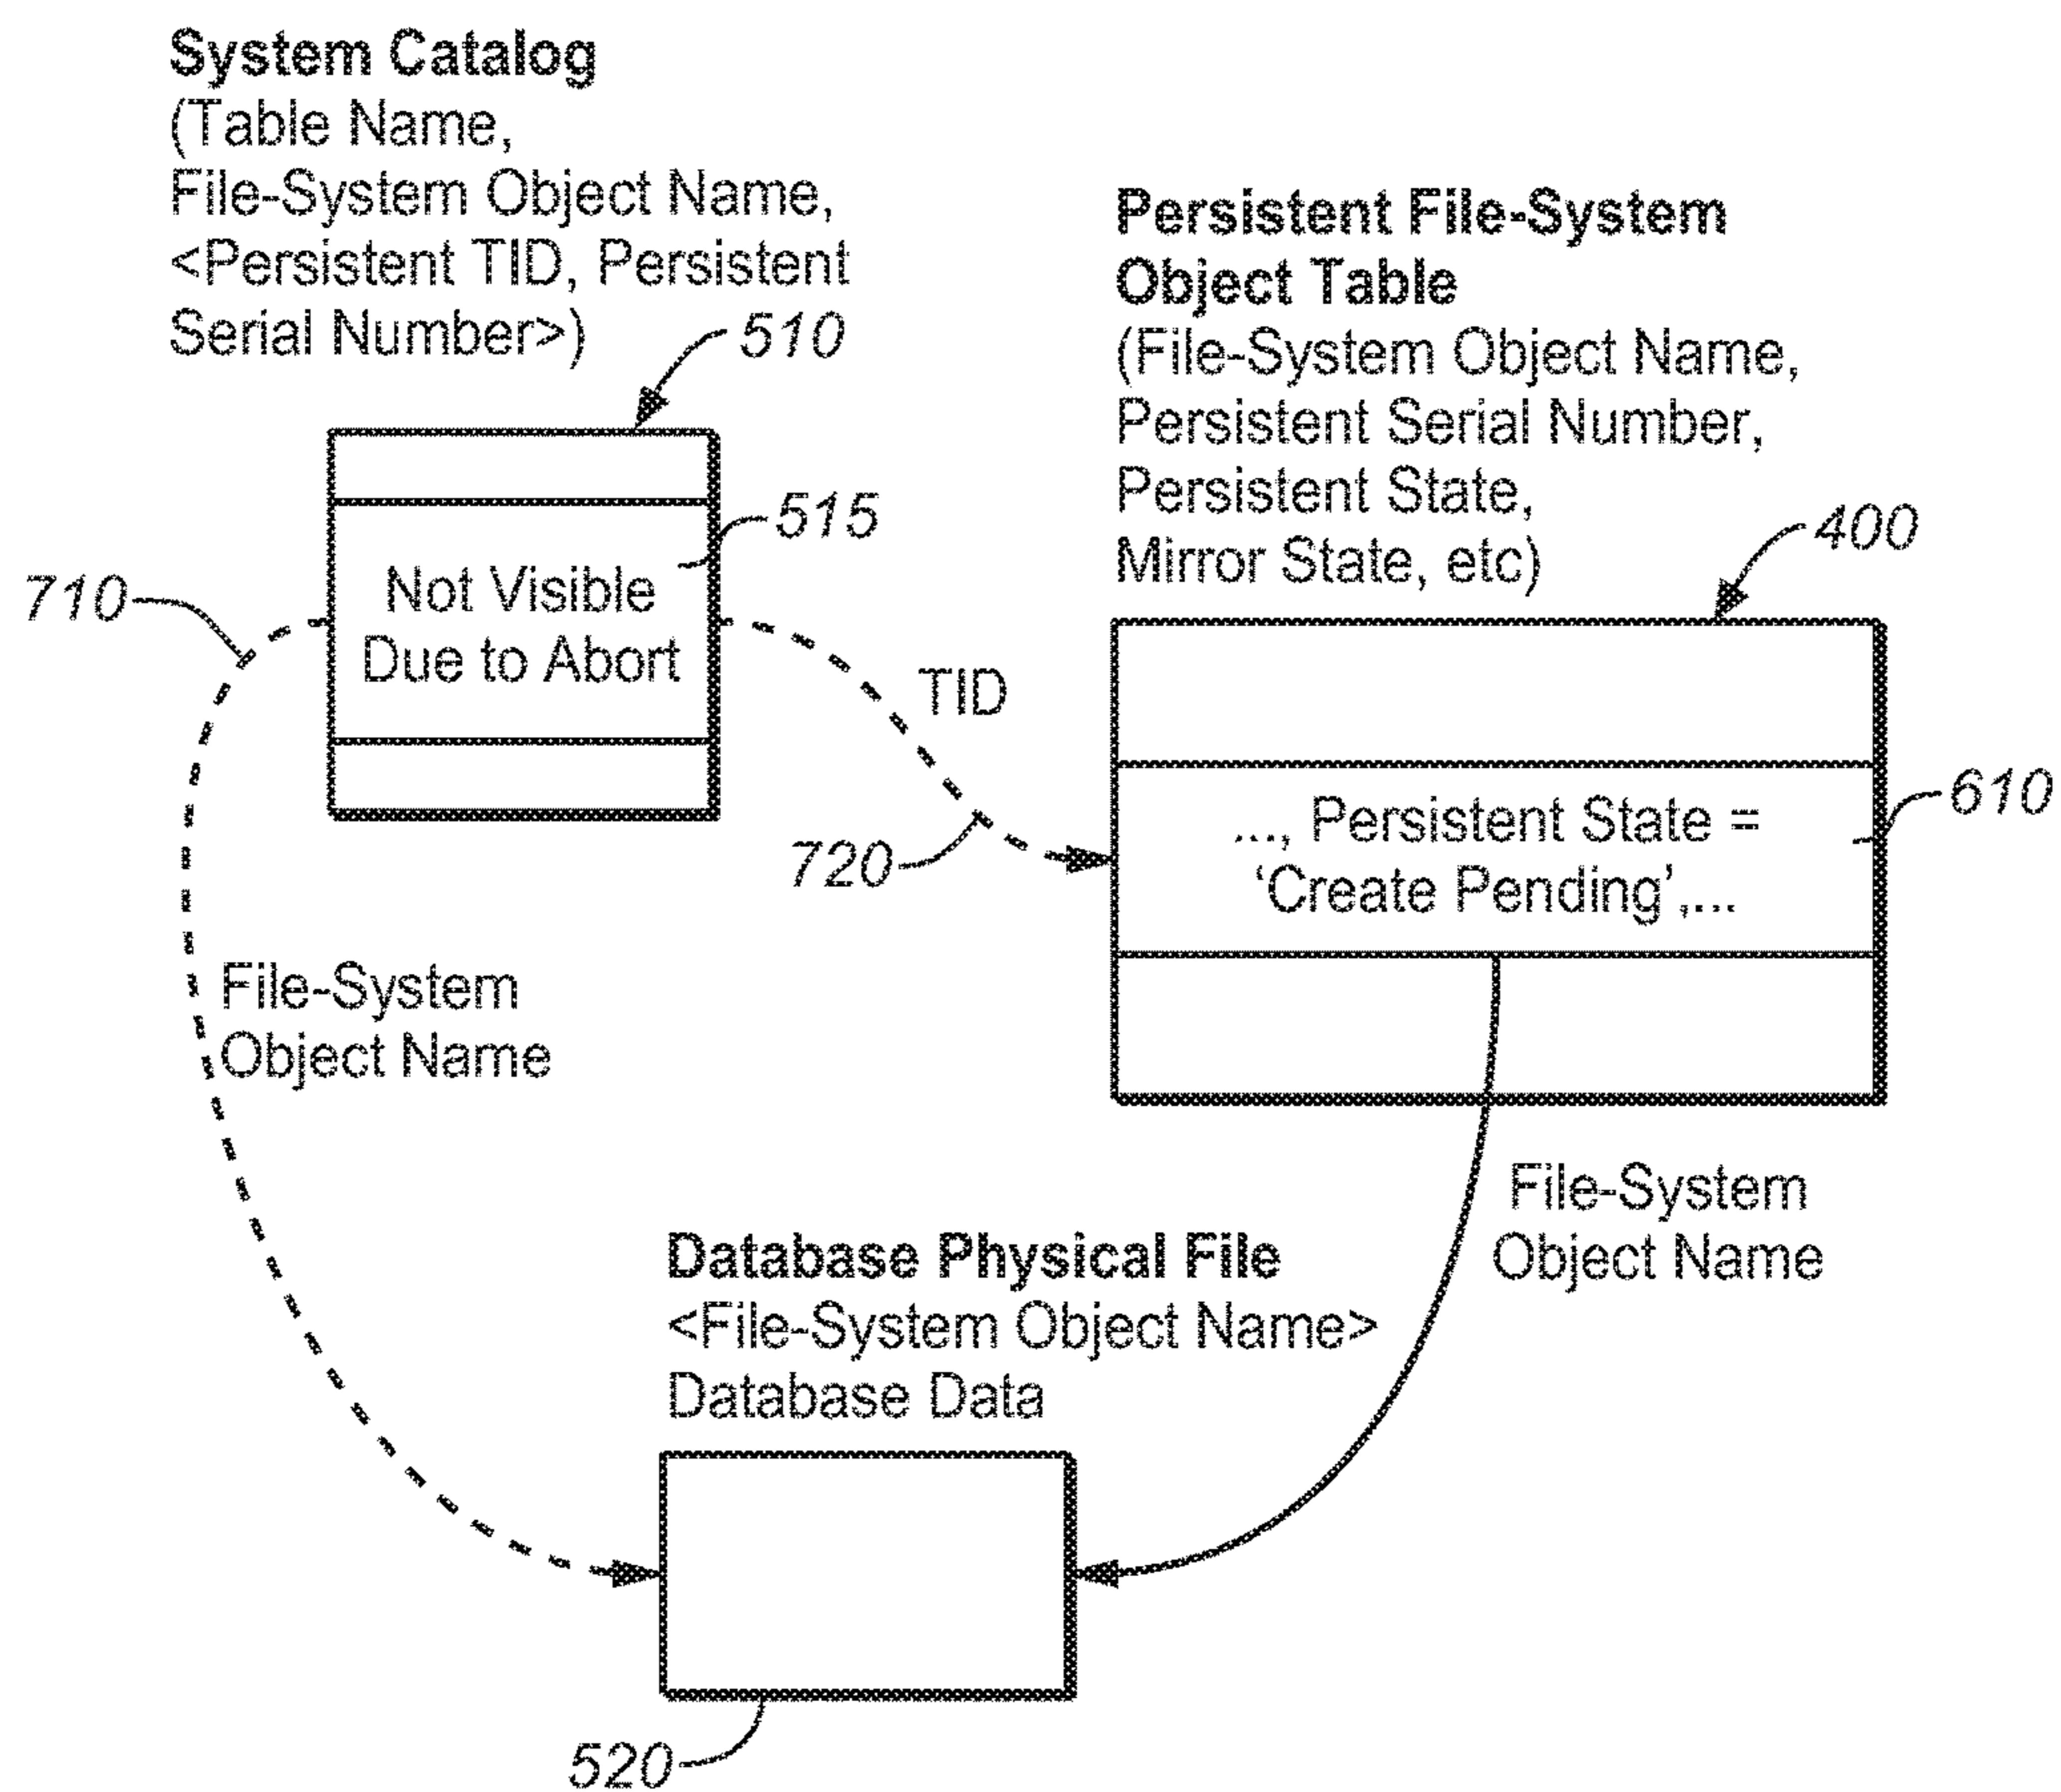 System Catalog
(Table Name,
File-System Object Name,
<Persistent TID, Persistent
Serial Number>)
510
515
Not Visible
Due to Abort
710
TID
720
Persistent File-System
Object Table
(File-System Object Name,
Persistent Serial Number,
Persistent State,
Mirror State, etc)
400
..., Persistent State =
‘Create Pending’,...
610
File-System
Object Name
File-System
Object Name
Database Physical File
<File-System Object Name>
Database Data
520